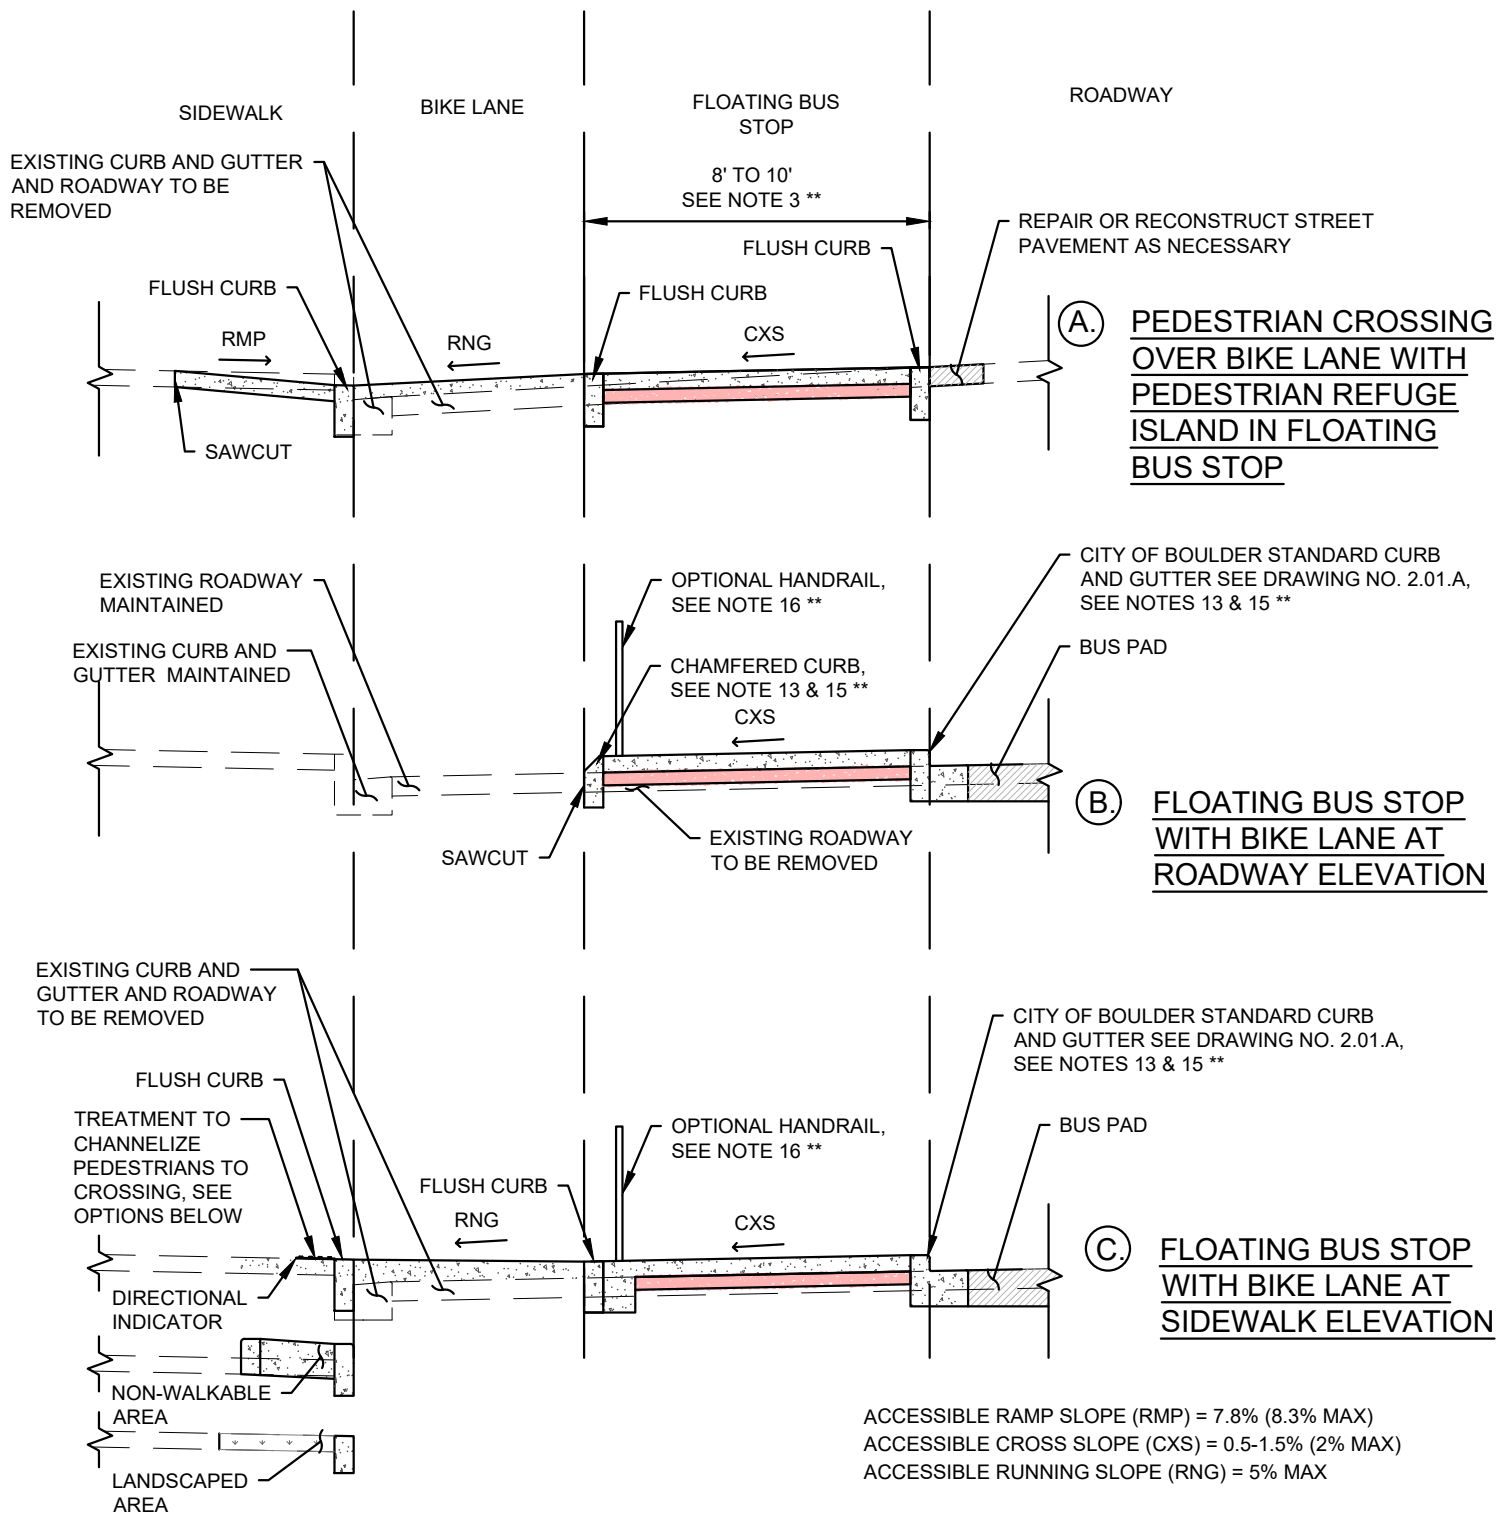 SIDEWALK
BIKE LANE
FLOATING BUS
STOP
ROADWAY
EXISTING CURB AND GUTTER
AND ROADWAY TO BE
REMOVED
8' TO 10'
SEE NOTE 3 **
REPAIR OR RECONSTRUCT STREET
PAVEMENT AS NECESSARY
FLUSH CURB
FLUSH CURB
FLUSH CURB
RMP
RNG
CXS
SAWCUT
A.
PEDESTRIAN CROSSING
OVER BIKE LANE WITH
PEDESTRIAN REFUGE
ISLAND IN FLOATING
BUS STOP
EXISTING ROADWAY
MAINTAINED
EXISTING CURB AND
GUTTER MAINTAINED
OPTIONAL HANDRAIL,
SEE NOTE 16 **
CHAMFERED CURB,
SEE NOTE 13 & 15 **
CXS
CITY OF BOULDER STANDARD CURB
AND GUTTER SEE DRAWING NO. 2.01.A,
SEE NOTES 13 & 15 **
BUS PAD
SAWCUT
EXISTING ROADWAY
TO BE REMOVED
B.
FLOATING BUS STOP
WITH BIKE LANE AT
ROADWAY ELEVATION
EXISTING CURB AND
GUTTER AND ROADWAY
TO BE REMOVED
FLUSH CURB
TREATMENT TO
CHANNELIZE
PEDESTRIANS TO
CROSSING, SEE
OPTIONS BELOW
FLUSH CURB
RNG
OPTIONAL HANDRAIL,
SEE NOTE 16 **
CXS
CITY OF BOULDER STANDARD CURB
AND GUTTER SEE DRAWING NO. 2.01.A,
SEE NOTES 13 & 15 **
BUS PAD
DIRECTIONAL
INDICATOR
NON-WALKABLE
AREA
LANDSCAPED
AREA
C.
FLOATING BUS STOP
WITH BIKE LANE AT
SIDEWALK ELEVATION
ACCESSIBLE RAMP SLOPE (RMP) = 7.8% (8.3% MAX)
ACCESSIBLE CROSS SLOPE (CXS) = 0.5-1.5% (2% MAX)
ACCESSIBLE RUNNING SLOPE (RNG) = 5% MAX